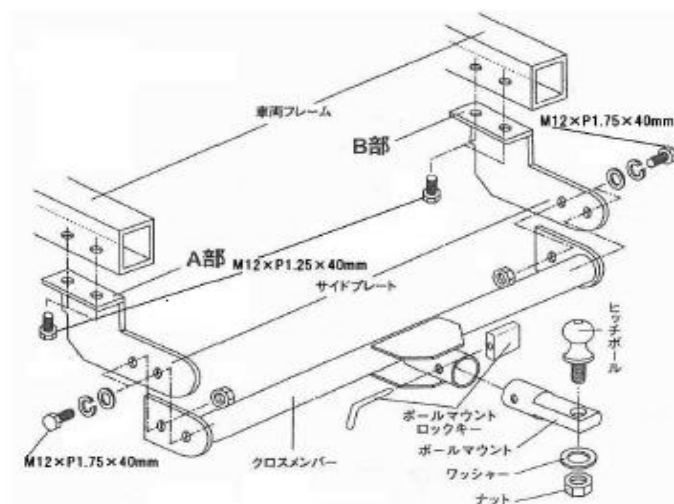 車両フレーム
B部
M12×P1.75×40mm
A部
M12×P1.25×40mm
サイドプレート
ヒッチボール
ボールマウント
ロックキー
ボールマウント
ワッシャー
ナット
クロスメンバー
M12×P1.75×40mm